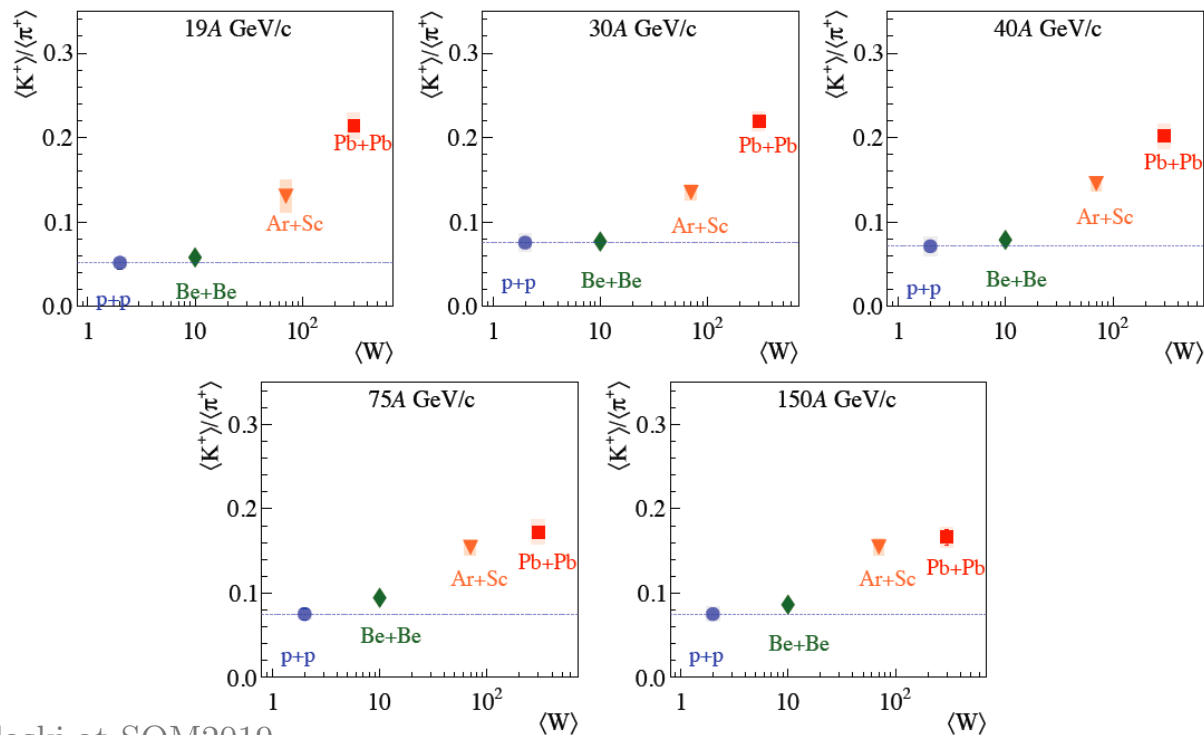 19A GeV/c
⟨K⁺⟩/⟨π⁺⟩
0.3
0.2
0.1
0.0
Pb+Pb
Ar+Sc
Be+Be
p+p
1 10 10²
⟨W⟩
30A GeV/c
⟨K⁺⟩/⟨π⁺⟩
0.3
0.2
0.1
0.0
Pb+Pb
Ar+Sc
Be+Be
p+p
1 10 10²
⟨W⟩
40A GeV/c
⟨K⁺⟩/⟨π⁺⟩
0.3
0.2
0.1
0.0
Pb+Pb
Ar+Sc
Be+Be
p+p
1 10 10²
⟨W⟩
75A GeV/c
⟨K⁺⟩/⟨π⁺⟩
0.3
0.2
0.1
0.0
Pb+Pb
Ar+Sc
Be+Be
p+p
1 10 10²
⟨W⟩
150A GeV/c
⟨K⁺⟩/⟨π⁺⟩
0.3
0.2
0.1
0.0
Pb+Pb
Ar+Sc
Be+Be
p+p
1 10 10²
⟨W⟩
at SQM2019